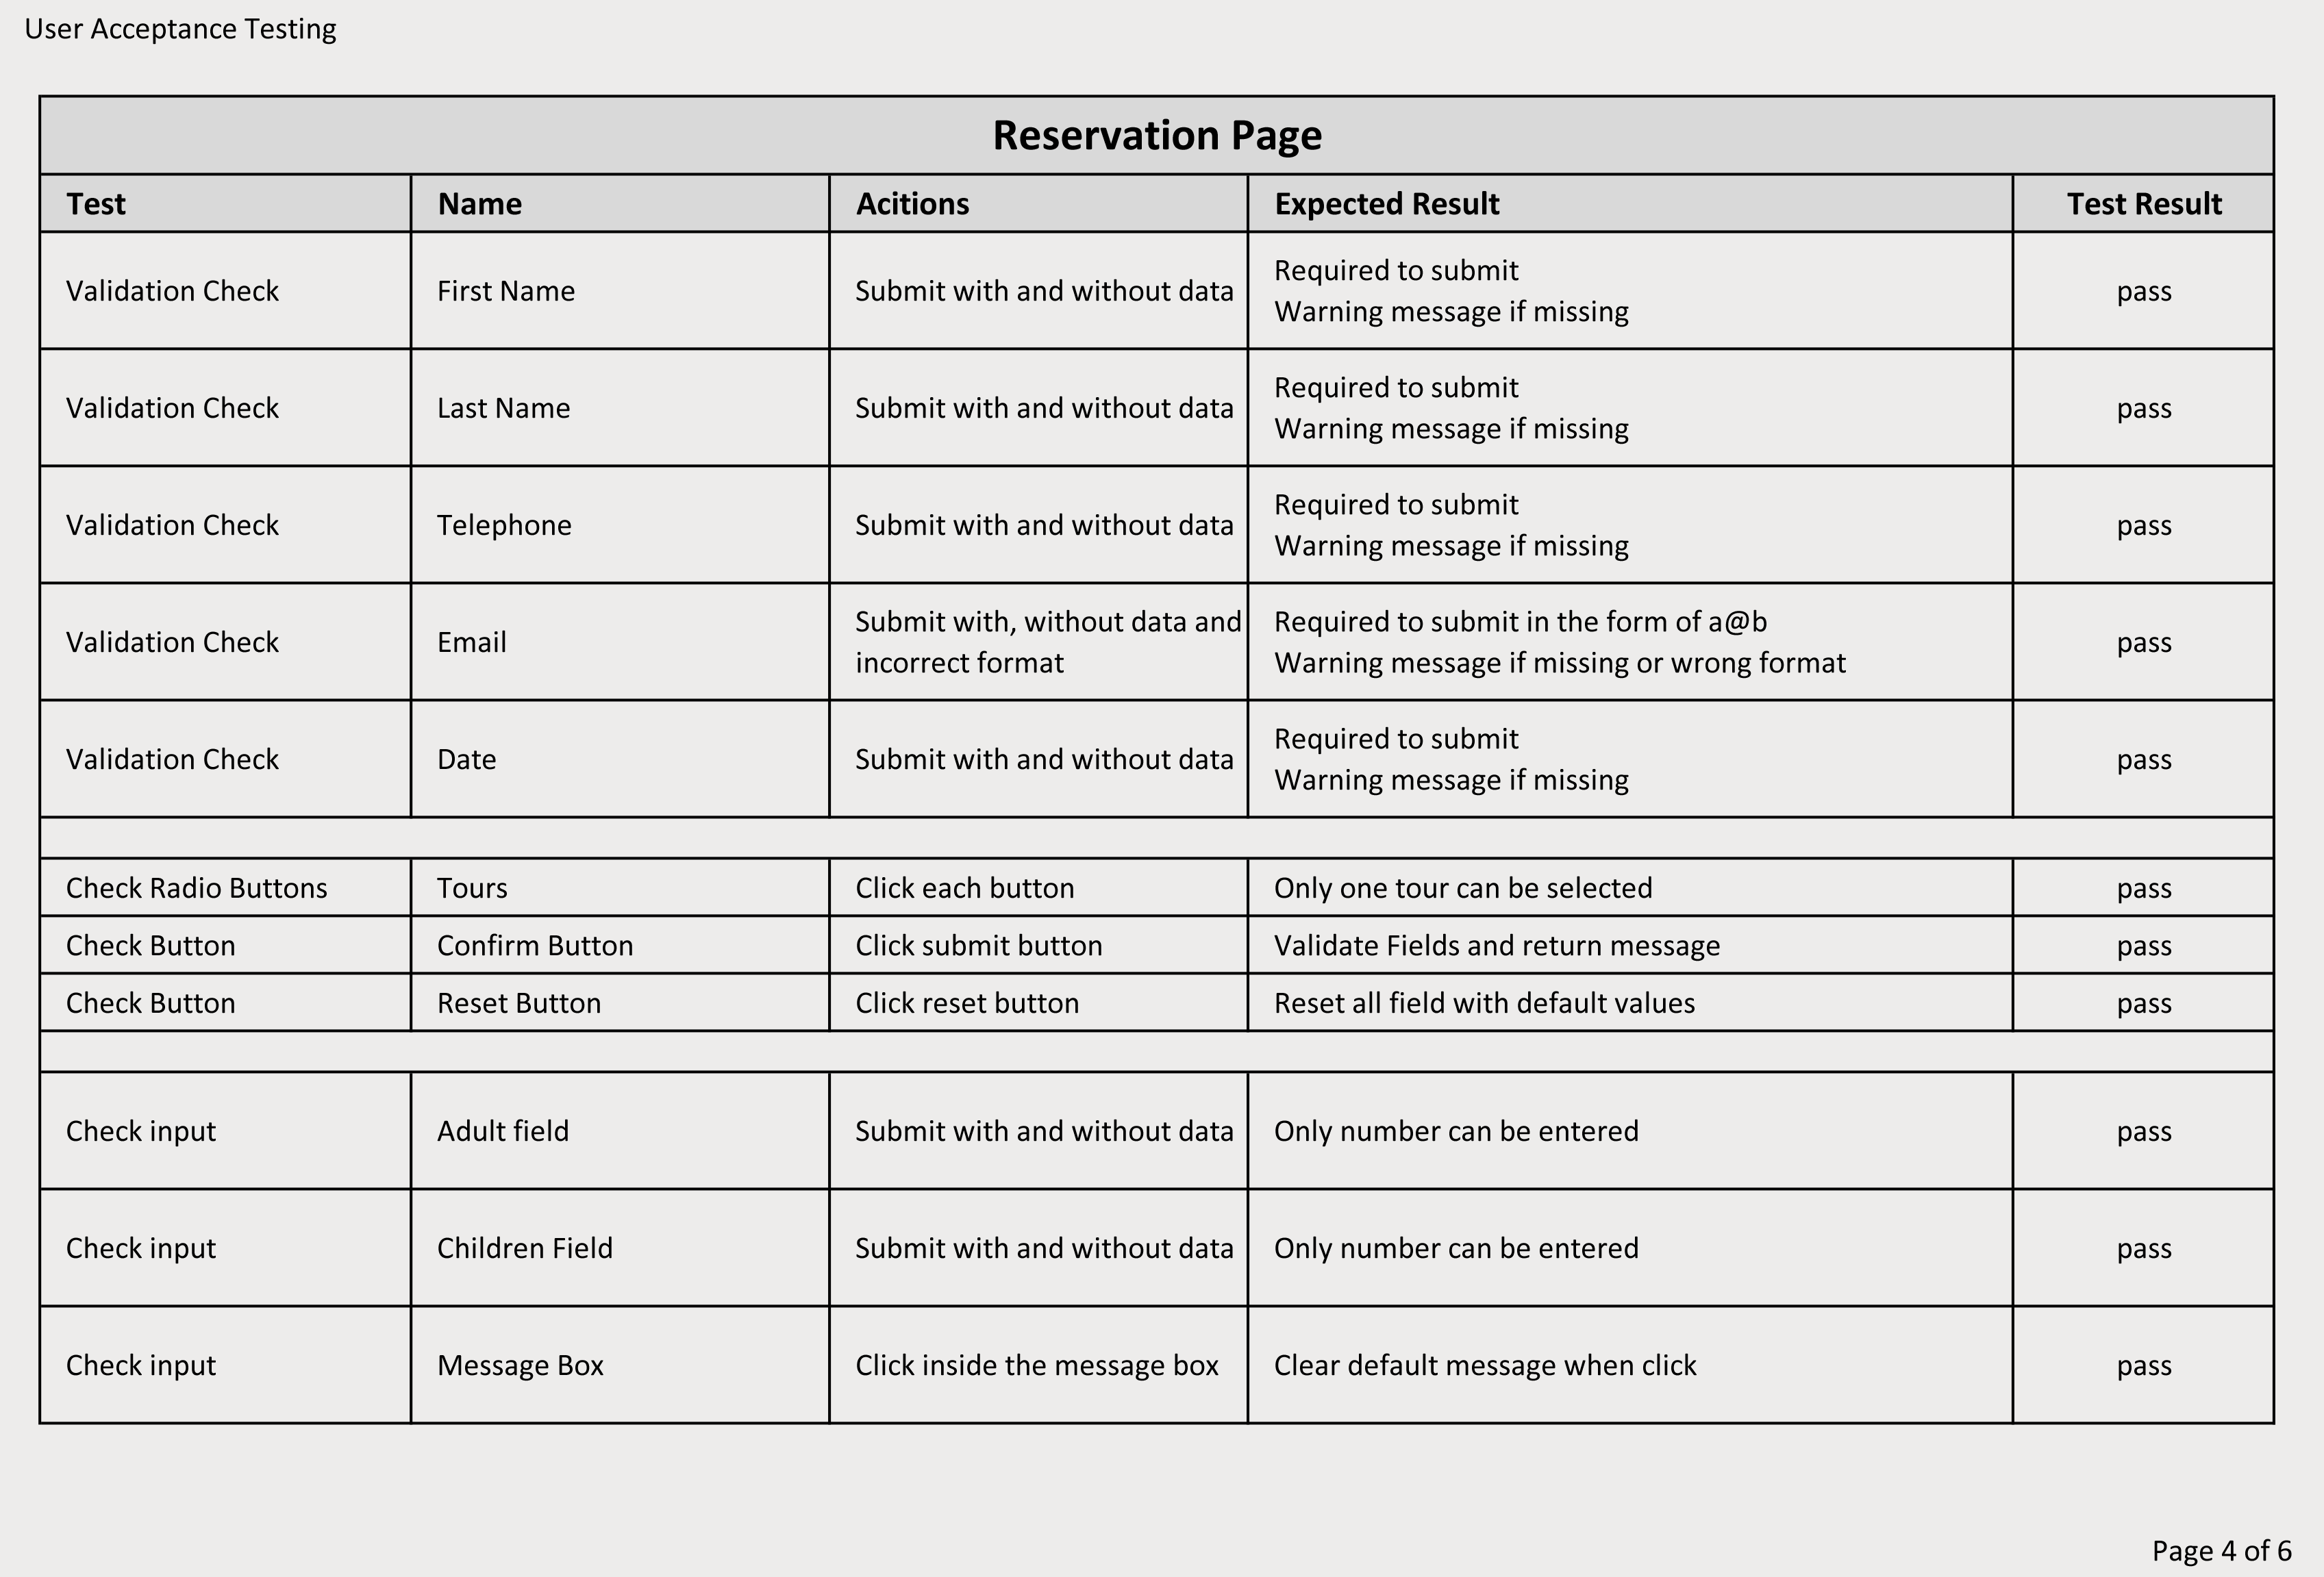 User Acceptance Testing
Reservation Page
Test Name Acitions Expected Result Test Result
Validation Check First Name Submit with and without data Required to submit
Warning message if missing pass
Validation Check Last Name Submit with and without data Required to submit
Warning message if missing pass
Validation Check Telephone Submit with and without data Required to submit
Warning message if missing pass
Validation Check Email Submit with, without data and
incorrect format Required to submit in the form of a@b
Warning message if missing or wrong format pass
Validation Check Date Submit with and without data Required to submit
Warning message if missing pass
Check Radio Buttons Tours Click each button Only one tour can be selected pass
Check Button Confirm Button Click submit button Validate Fields and return message pass
Check Button Reset Button Click reset button Reset all field with default values pass
Check input Adult field Submit with and without data Only number can be entered pass
Check input Children Field Submit with and without data Only number can be entered pass
Check input Message Box Click inside the message box Clear default message when click pass
Page 4 of 6